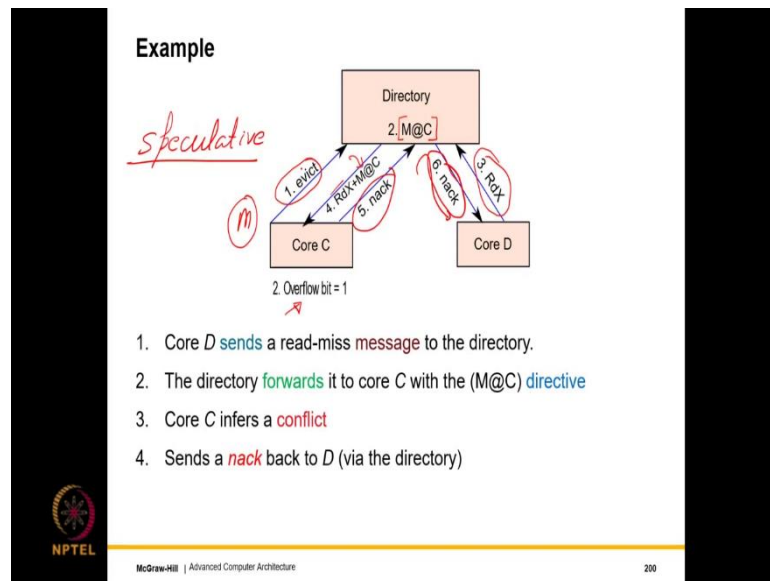 Example
speculative
Directory
2. M@C
1. evict
4. RdX+M@C
5. nack
6. nack
3. RdX
M
Core C
Core D
2. Overflow bit = 1
1. Core D sends a read-miss message to the directory.
2. The directory forwards it to core C with the (M@C) directive
3. Core C infers a conflict
4. Sends a nack back to D (via the directory)
NPTEL
McGraw-Hill | Advanced Computer Architecture
200